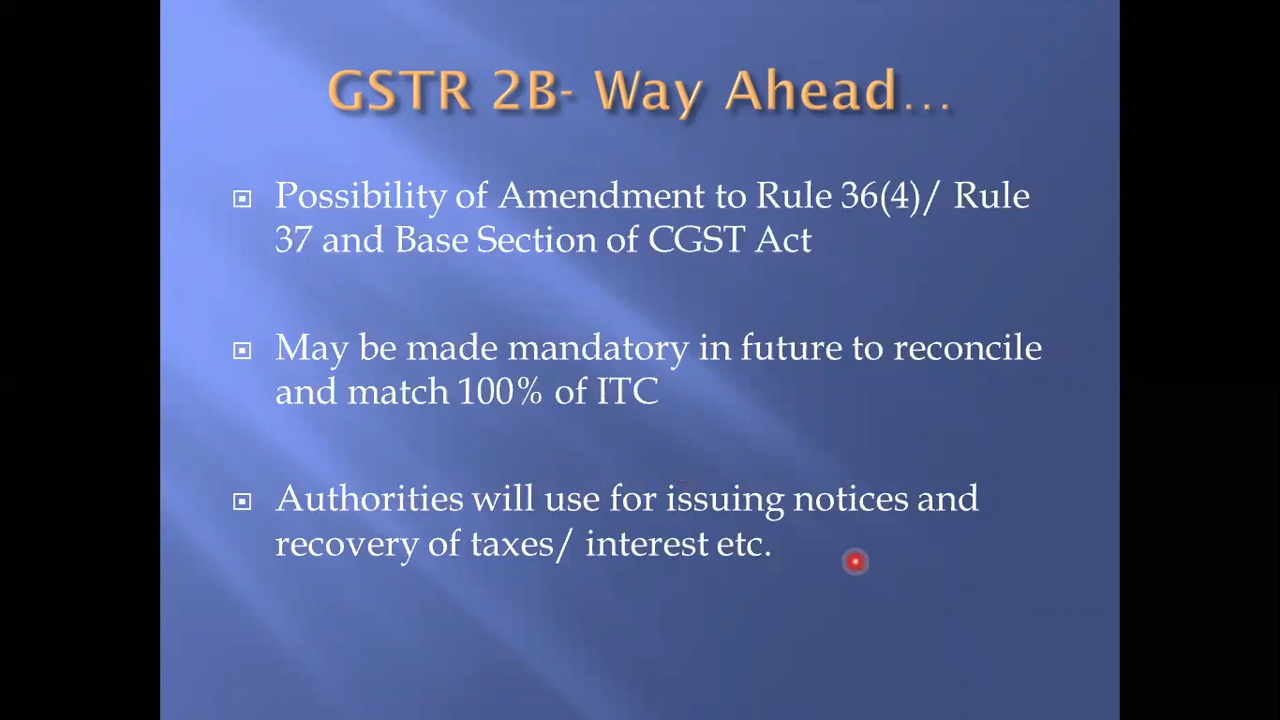 GSTR 2B- Way Ahead...
Possibility of Amendment to Rule 36(4)/ Rule
37 and Base Section of CGST Act
May be made mandatory in future to reconcile
and match 100% of ITC
Authorities will use for issuing notices and
recovery of taxes/ interest etc.